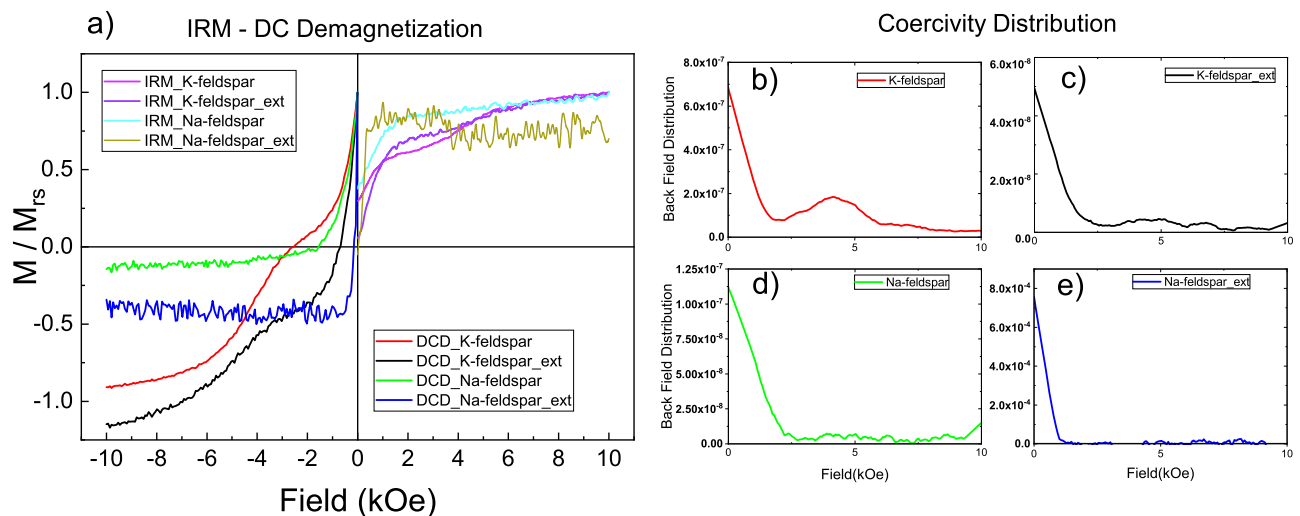 a)
IRM - DC Demagnetization
IRM_K-feldspar
IRM_K-feldspar_ext
IRM_Na-feldspar
IRM_Na-feldspar_ext
DCD_K-feldspar
DCD_K-feldspar_ext
DCD_Na-feldspar
DCD_Na-feldspar_ext
M / Mrs
1.0
0.5
0.0
-0.5
-1.0
-10 -8 -6 -4 -2 0 2 4 6 8 10
Field (kOe)
Coercivity Distribution
b)
K-feldspar
Back Field Distribution
8.0x10-7
6.0x10-7
4.0x10-7
2.0x10-7
0.0
0 5 10
c)
K-feldspar_ext
6.0x10-8
4.0x10-8
2.0x10-8
0.0
0 5 10
d)
Na-feldspar
Back Field Distribution
1.25x10-7
1.00x10-7
7.50x10-8
5.00x10-8
2.50x10-8
0.00
0 5 10
Field(kOe)
e)
Na-feldspar_ext
8.0x10-4
6.0x10-4
4.0x10-4
2.0x10-4
0.0
0 5 10
Field(kOe)